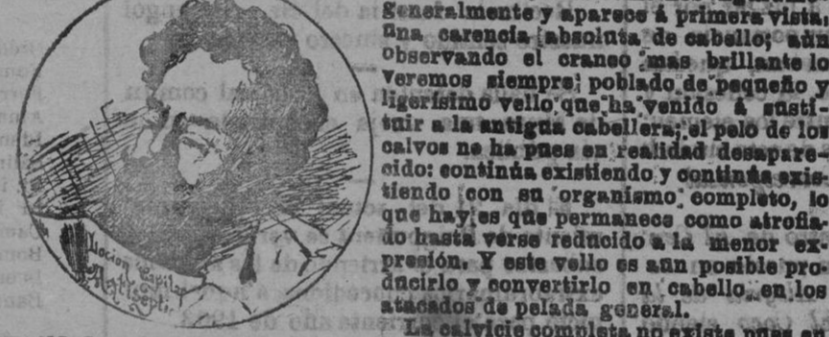 Locion Capilar
Antiséptic
generalmente y aparece á primera vista,
una carencia absoluta de cabello; aún
observando el craneo mas brillante lo
veremos siempre poblado de pequeño y
ligerísimo vello que ha venido á susti-
tuir a la antigua cabellera; el pelo de los
calvos no ha pues en realidad desapare-
cido: continúa existiendo y continúa exis-
tiendo con su organismo completo, lo
que hay es que permanece como atrofia-
do hasta verse reducido a la menor ex-
presión. Y este vello es aún posible pro-
ducirlo y convertirlo en cabello en los
atacados de pelada general.
La calvicie completa no existe pues en